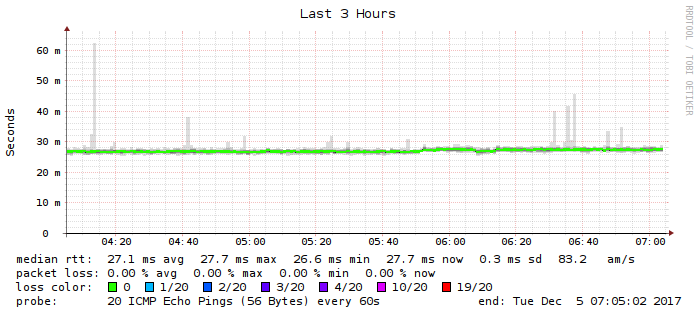 Last 3 Hours
RRDTOOL / TOBI OETIKER
Seconds
60 m
50 m
40 m
30 m
20 m
10 m
0
04:20 04:40 05:00 05:20 05:40 06:00 06:20 06:40 07:00
median rtt: 27.1 ms avg 27.7 ms max 26.6 ms min 27.7 ms now 0.3 ms sd 83.2 am/s
packet loss: 0.00 % avg 0.00 % max 0.00 % min 0.00 % now
loss color: 0 1/20 2/20 3/20 4/20 10/20 19/20
probe: 20 ICMP Echo Pings (56 Bytes) every 60s end: Tue Dec 5 07:05:02 2017